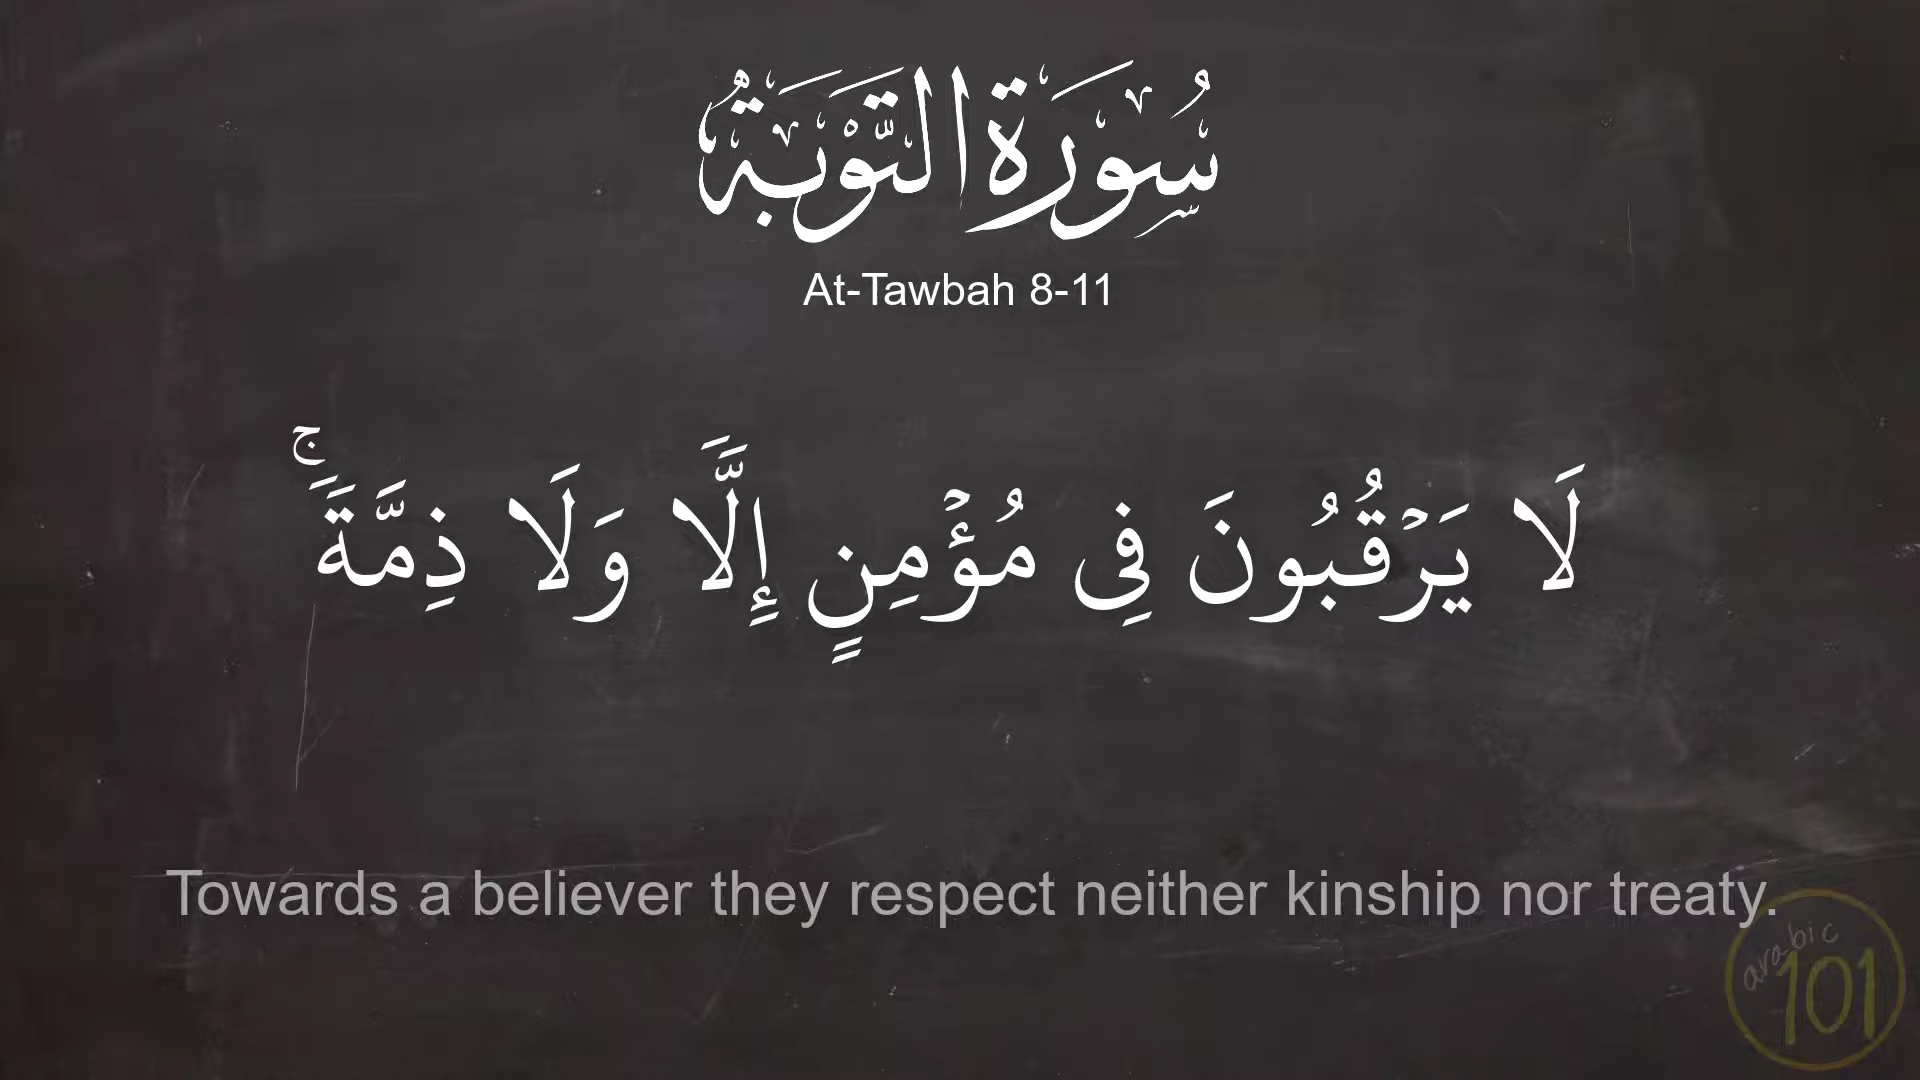 سُورَةُ التَّوْبَةِ
At-Tawbah 8-11
لَا يَرۡقُبُونَ فِى مُؤۡمِنٍ إِلًّا وَلَا ذِمَّةًۚ
Towards a believer they respect neither kinship nor treaty.
arabic
101